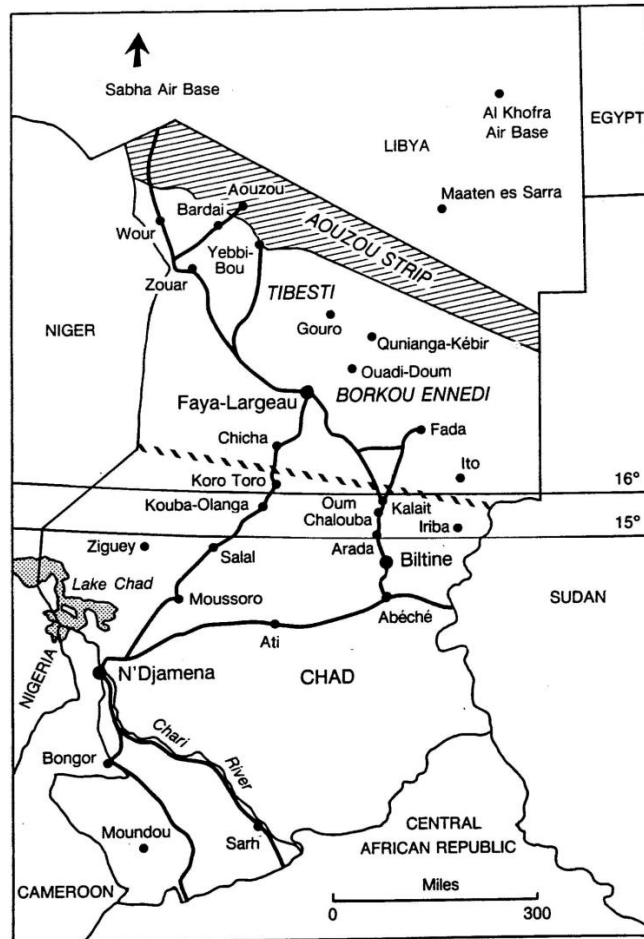 Sabha Air Base
Al Khofra
Air Base
EGYPT
LIBYA
Maaten es Sarra
Aouzou
Bardai
Wour
AOUZOU STRIP
Yebbi-
Bou
Zouar
TIBESTI
NIGER
Gouro
Qunianga-Kébir
Ouadi-Doum
Faya-Largeau
BORKOU ENNEDI
Chicha
Fada
Ito
Koro Toro
16°
Kouba-Olanga
Oum
Chalouba
Kalait
Iriba
15°
Ziguey
Salal
Arada
Biltine
Lake Chad
Moussoro
Abéché
SUDAN
Ati
NIGERIA
N'Djamena
CHAD
Chari
River
Bongor
Moundou
Sarh
CENTRAL
AFRICAN REPUBLIC
CAMEROON
Miles
0
300